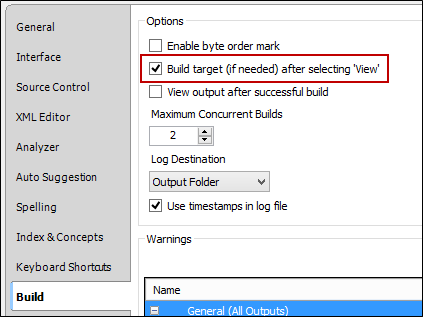 General
Interface
Source Control
XML Editor
Analyzer
Auto Suggestion
Spelling
Index & Concepts
Keyboard Shortcuts
Build
Options
Enable byte order mark
Build target (if needed) after selecting 'View'
View output after successful build
Maximum Concurrent Builds
2
Log Destination
Output Folder
Use timestamps in log file
Warnings
Name
General (All Outputs)